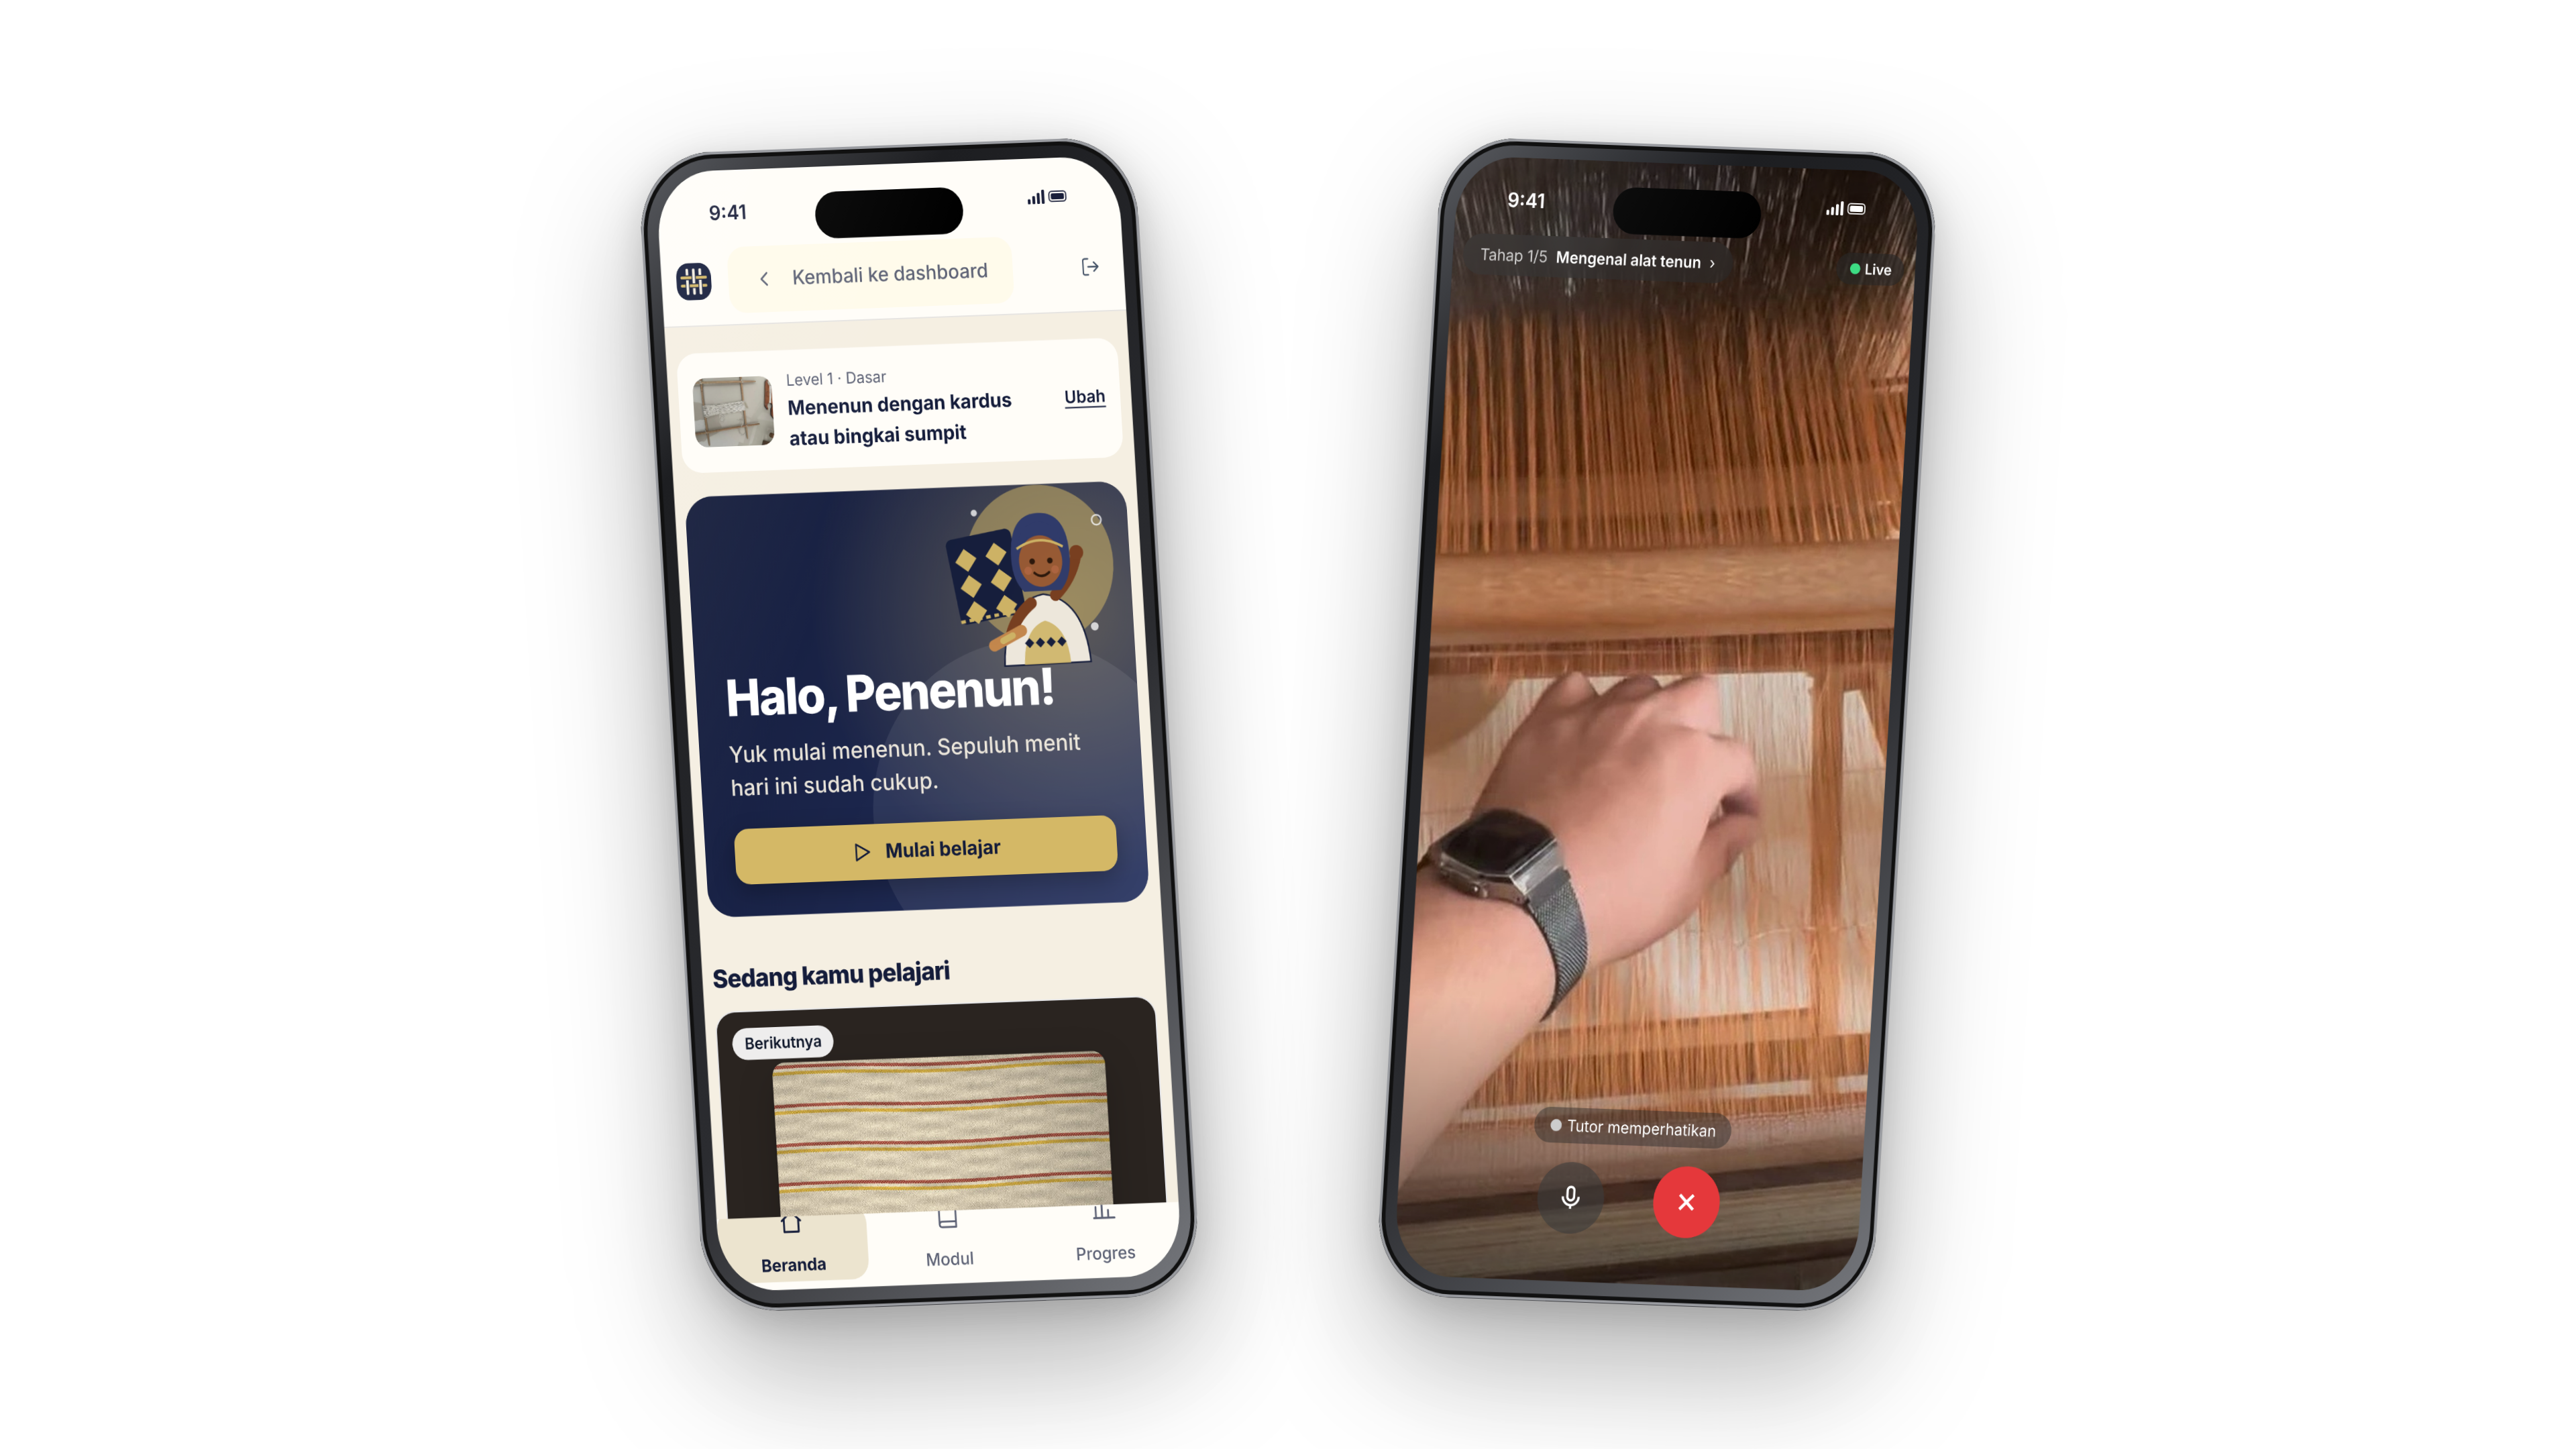 9:41
Kembali ke dashboard
Level 1 · Dasar
Menenun dengan kardus
atau bingkai sumpit
Ubah
Halo, Penenun!
Yuk mulai menenun. Sepuluh menit
hari ini sudah cukup.
Mulai belajar
Sedang kamu pelajari
Berikutnya
Beranda
Modul
Progres
9:41
Tahap 1/5 Mengenal alat tenun ›
Live
Tutor memperhatikan